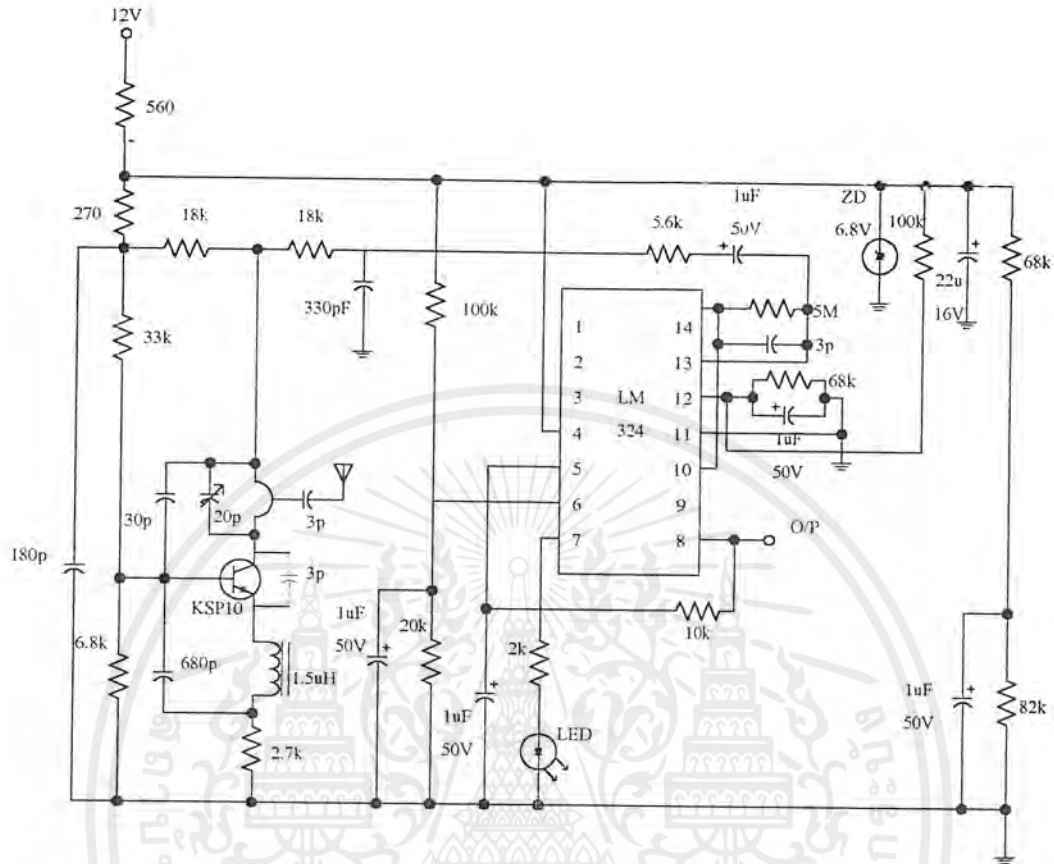 12V
560
-
270
18k
18k
5.6k
1uF
50V
ZD
6.8V
100k
22u
16V
68k
33k
330pF
100k
1
2
3
4
5
6
7
LM
324
14
13
12
11
10
9
8
5M
3p
68k
1uF
50V
O/P
30p
20p
3p
180p
3p
KSP10
6.8k
680p
1.5uH
2.7k
1uF
50V
20k
1uF
50V
2k
LED
10k
1uF
50V
82k